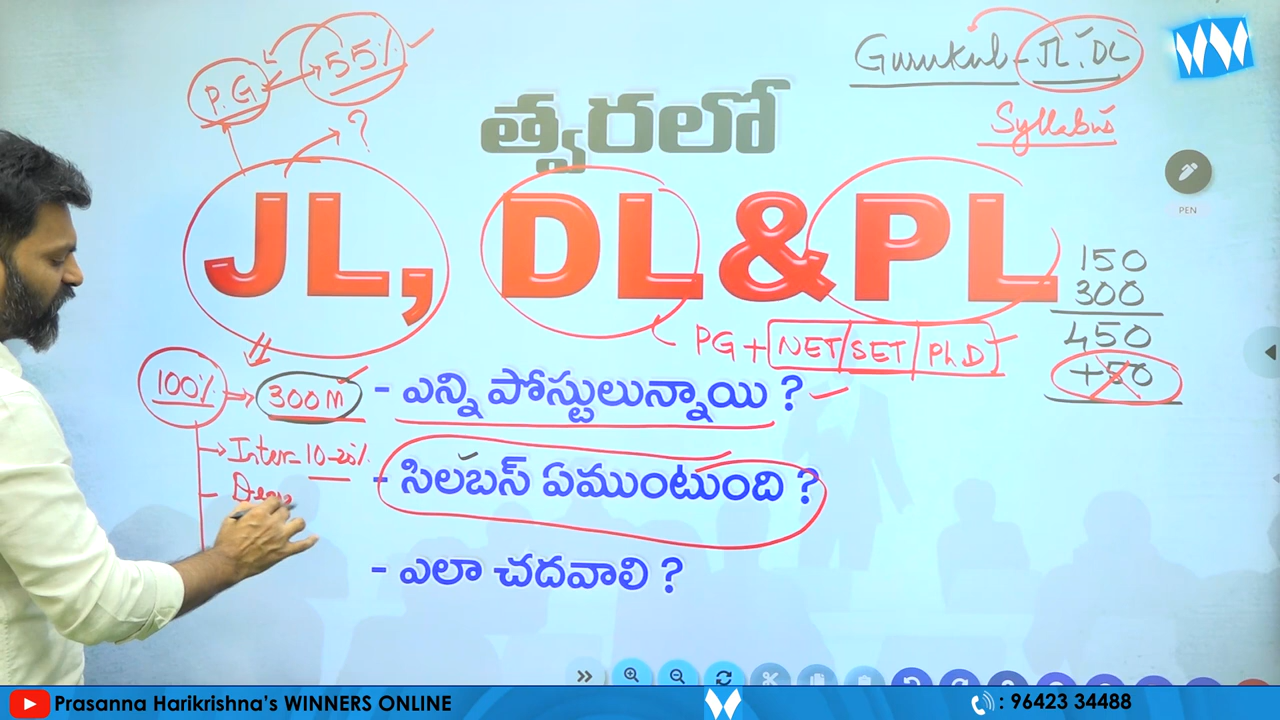 55%
P.G
?
Gurukul - JL, DL
Syllabus
త్వరలో
PEN
JL, DL & PL
150
300
450
+50
PG + NET/SET/Ph.D
100% 300M
- ఎన్ని పోస్టులున్నాయి ?
Inter - 10-20%
- సిలబస్ ఏముంటుంది ?
- ఎలా చదవాలి ?
Prasanna Harikrishna's WINNERS ONLINE
: 96423 34488